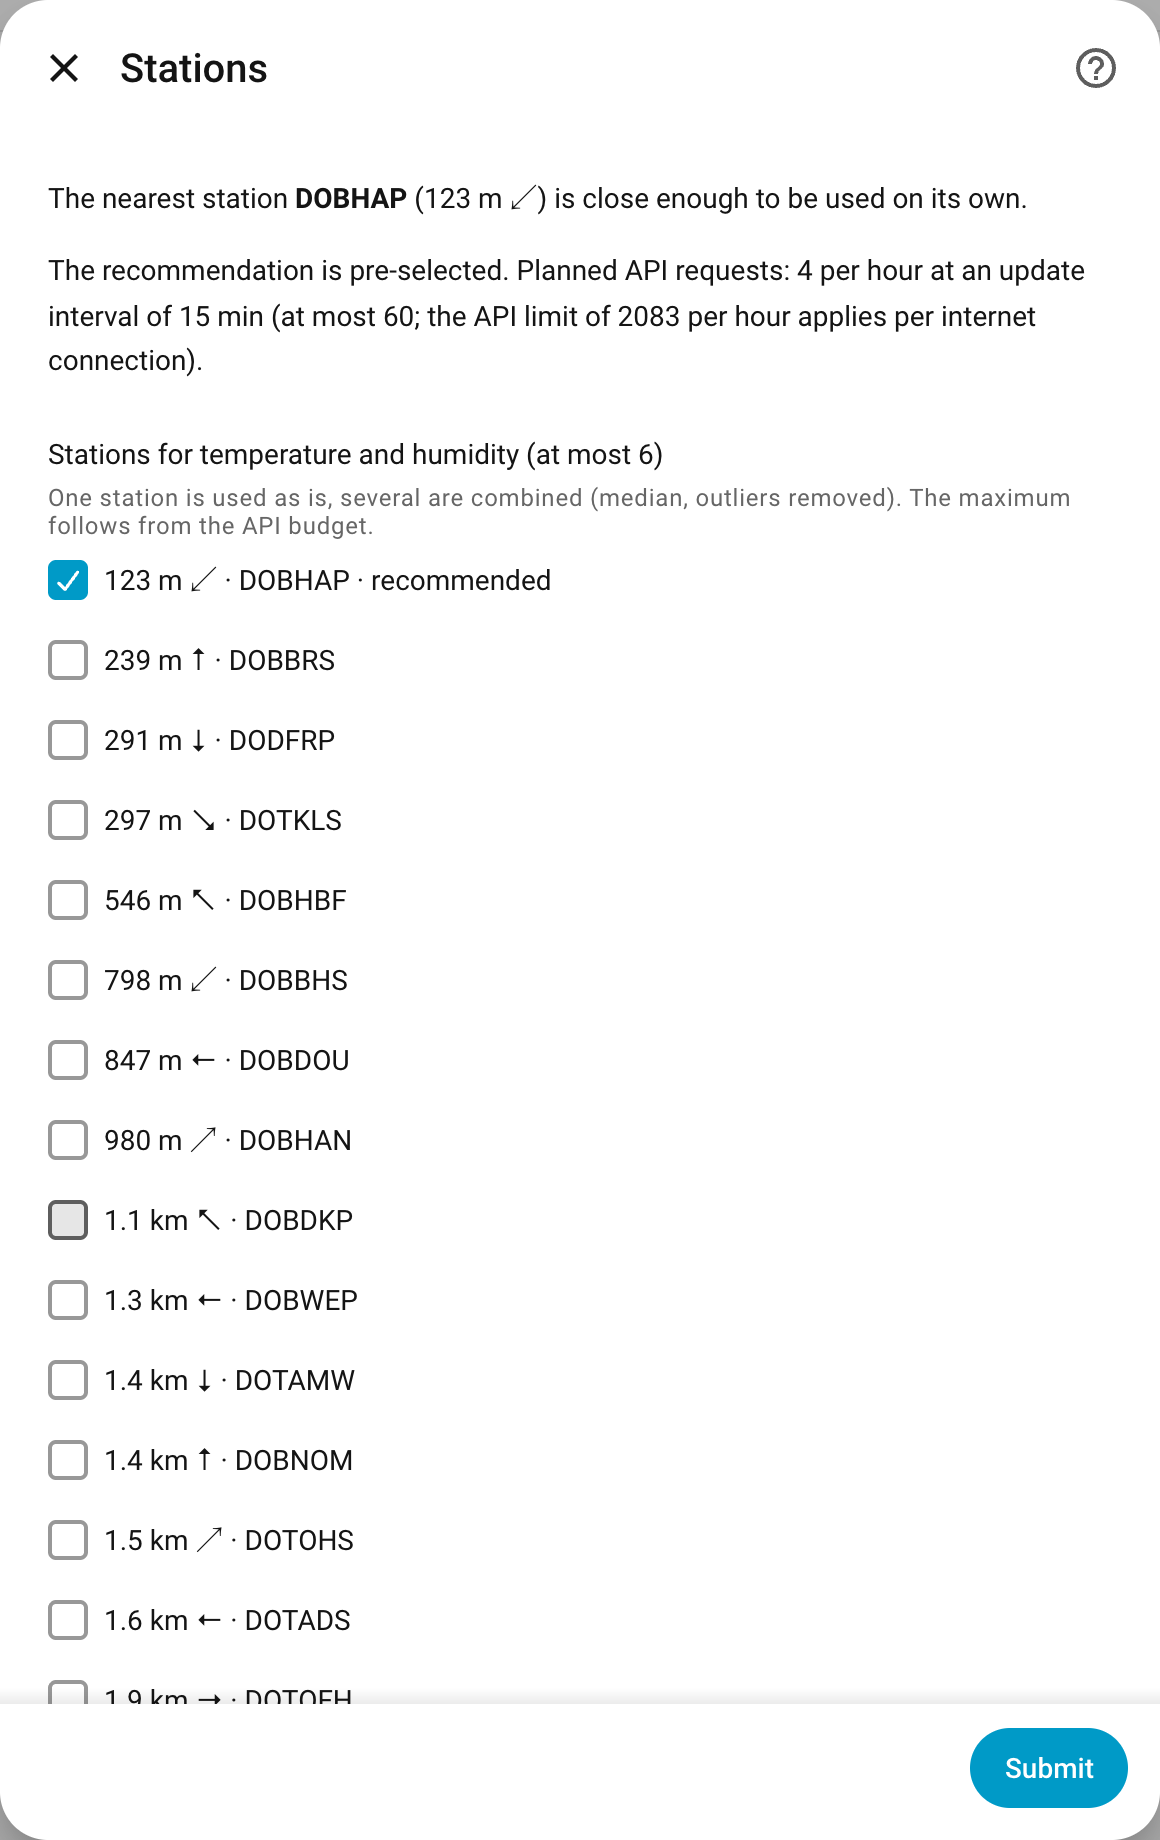 Stations
The nearest station DOBHAP (123 m ↙) is close enough to be used on its own.
The recommendation is pre-selected. Planned API requests: 4 per hour at an update
interval of 15 min (at most 60; the API limit of 2083 per hour applies per internet
connection).
Stations for temperature and humidity (at most 6)
One station is used as is, several are combined (median, outliers removed). The maximum
follows from the API budget.
123 m ↙ · DOBHAP · recommended
239 m ↑ · DOBBRS
291 m ↓ · DODFRP
297 m ↘ · DOTKLS
546 m ↖ · DOBHBF
798 m ↙ · DOBBHS
847 m ← · DOBDOU
980 m ↗ · DOBHAN
1.1 km ↖ · DOBDKP
1.3 km ← · DOBWEP
1.4 km ↓ · DOTAMW
1.4 km ↑ · DOBNOM
1.5 km ↗ · DOTOHS
1.6 km ← · DOTADS
1.9 km → ·
Submit